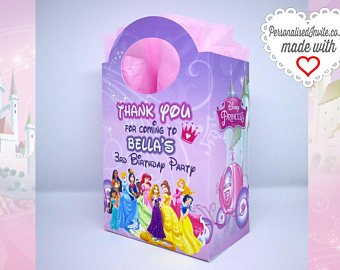 PersonalisedInvite.co.
made with
THANK YOU
FOR COMING TO
BELLA'S
3RD BIRTHDAY PARTY
Disney
PRINCESS